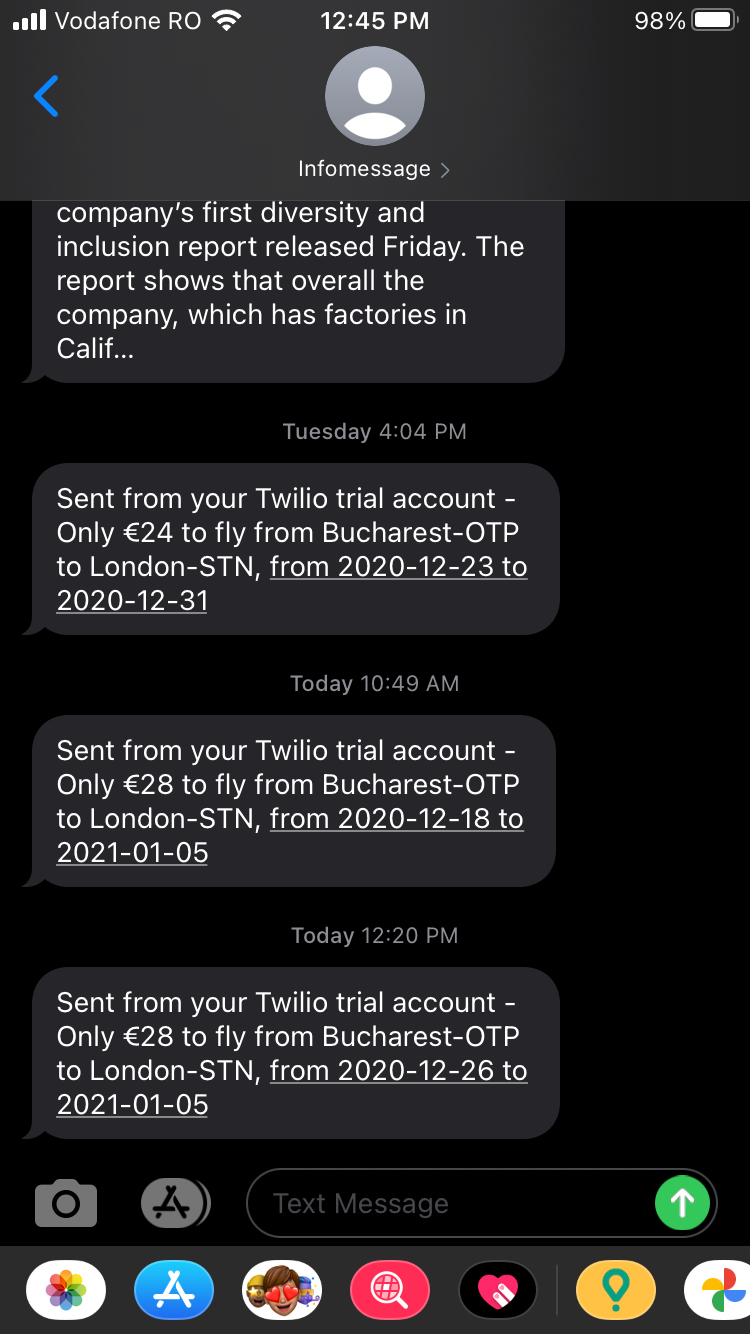 Vodafone RO 12:45 PM 98%
Infomessage
company's first diversity and
inclusion report released Friday. The
report shows that overall the
company, which has factories in
Calif...
Tuesday 4:04 PM
Sent from your Twilio trial account -
Only €24 to fly from Bucharest-OTP
to London-STN, from 2020-12-23 to
2020-12-31
Today 10:49 AM
Sent from your Twilio trial account -
Only €28 to fly from Bucharest-OTP
to London-STN, from 2020-12-18 to
2021-01-05
Today 12:20 PM
Sent from your Twilio trial account -
Only €28 to fly from Bucharest-OTP
to London-STN, from 2020-12-26 to
2021-01-05
Text Message